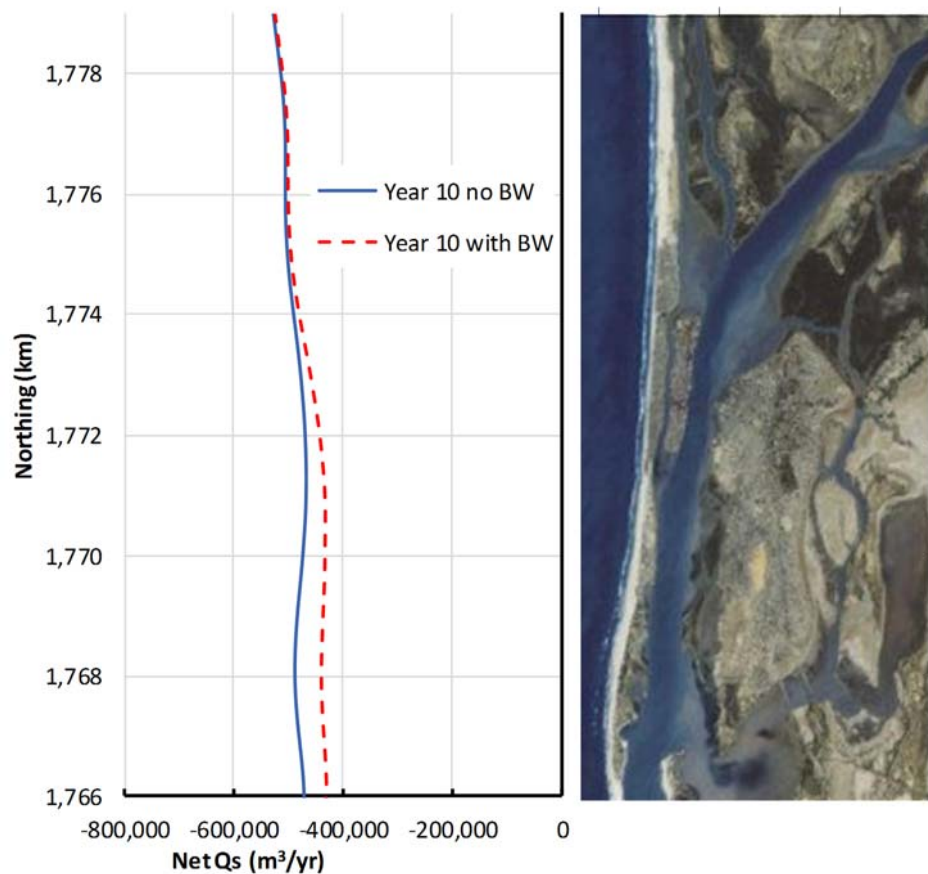 1,778
1,776
1,774
1,772
1,770
1,768
1,766
Northing (km)
Year 10 no BW
Year 10 with BW
-800,000 -600,000 -400,000 -200,000 0
Net Qs (m³/yr)